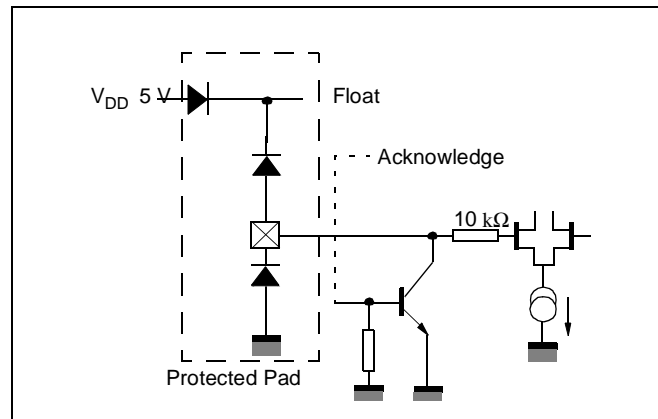 V_DD 5 V
Float
Acknowledge
10 kΩ
Protected Pad